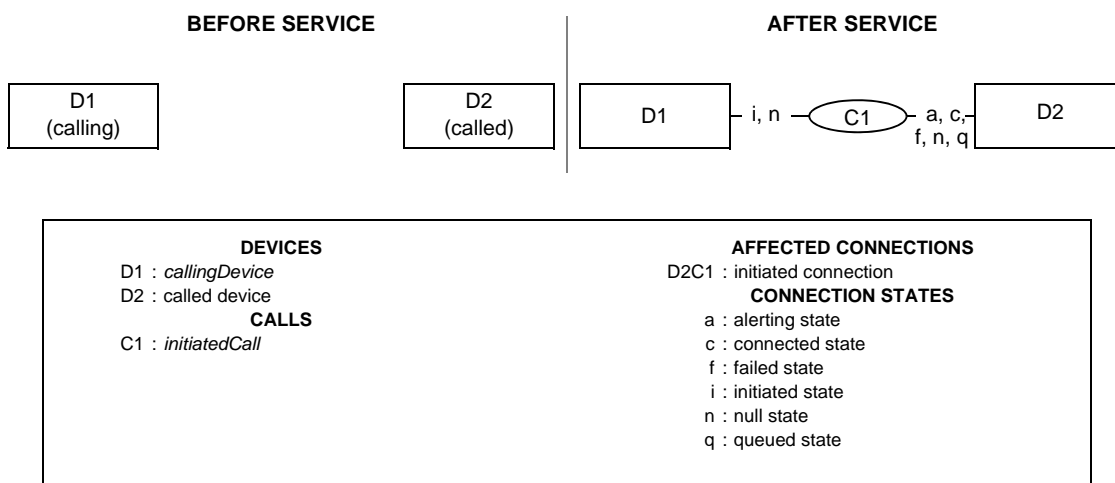 BEFORE SERVICE
AFTER SERVICE
D1
(calling)
D2
(called)
D1
i, n
C1
a, c,
f, n, q
D2
DEVICES
D1 : callingDevice
D2 : called device
CALLS
C1 : initiatedCall
AFFECTED CONNECTIONS
D2C1 : initiated connection
CONNECTION STATES
a : alerting state
c : connected state
f : failed state
i : initiated state
n : null state
q : queued state